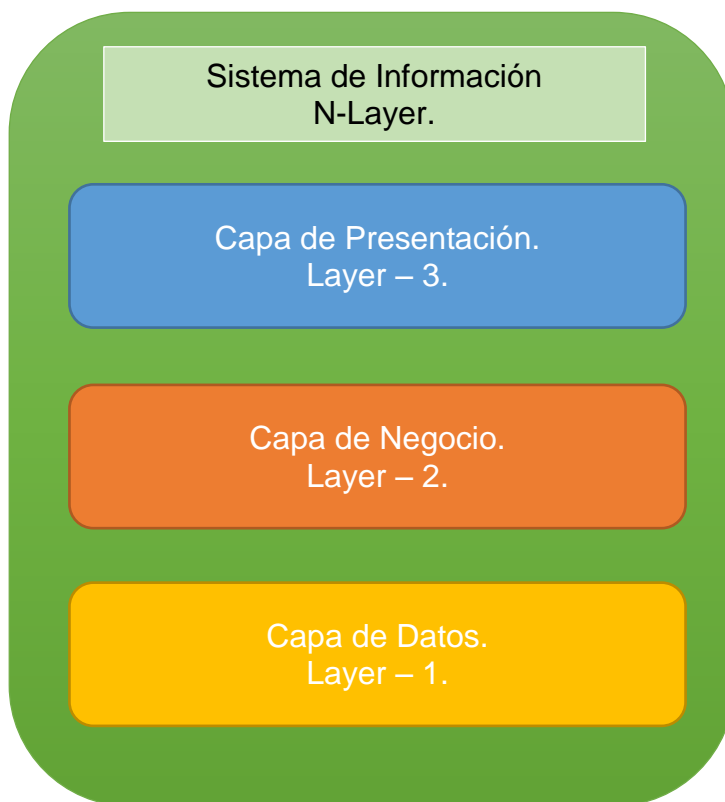 Sistema de Información
N-Layer.
Capa de Presentación.
Layer – 3.
Capa de Negocio.
Layer – 2.
Capa de Datos.
Layer – 1.